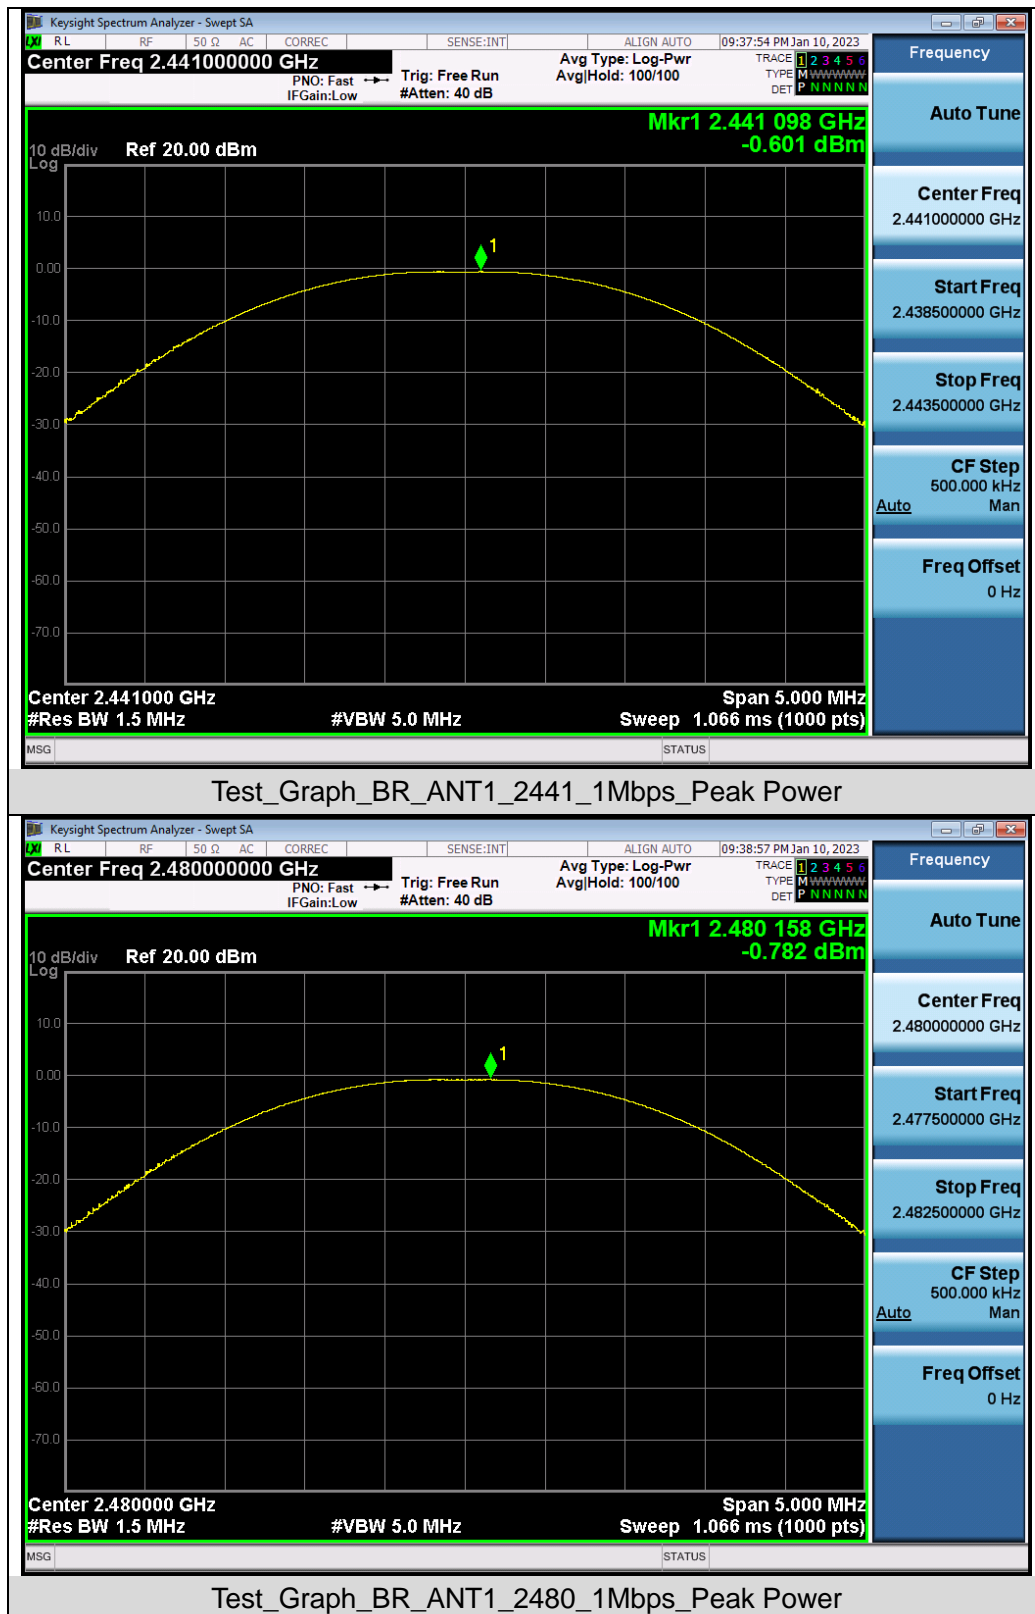 Keysight Spectrum Analyzer - Swept SA
LXI RL RF 50 Ω AC CORREC SENSE:INT ALIGN AUTO 09:37:54 PM Jan 10, 2023
Center Freq 2.441000000 GHz
PNO: Fast
IFGain:Low
Trig: Free Run
#Atten: 40 dB
Avg Type: Log-Pwr
Avg|Hold: 100/100
TRACE 1 2 3 4 5 6
TYPE M WWWWW
DET P N N N N N
Frequency
Mkr1 2.441 098 GHz
-0.601 dBm
10 dB/div Ref 20.00 dBm
Log
10.0
0.00
-10.0
-20.0
-30.0
-40.0
-50.0
-60.0
-70.0
1
Center 2.441000 GHz Span 5.000 MHz
#Res BW 1.5 MHz #VBW 5.0 MHz Sweep 1.066 ms (1000 pts)
Auto Tune
Center Freq
2.441000000 GHz
Start Freq
2.438500000 GHz
Stop Freq
2.443500000 GHz
CF Step
500.000 kHz
Auto Man
Freq Offset
0 Hz
MSG STATUS
Test_Graph_BR_ANT1_2441_1Mbps_Peak Power
Keysight Spectrum Analyzer - Swept SA
LXI RL RF 50 Ω AC CORREC SENSE:INT ALIGN AUTO 09:38:57 PM Jan 10, 2023
Center Freq 2.480000000 GHz
PNO: Fast
IFGain:Low
Trig: Free Run
#Atten: 40 dB
Avg Type: Log-Pwr
Avg|Hold: 100/100
TRACE 1 2 3 4 5 6
TYPE M WWWWW
DET P N N N N N
Frequency
Mkr1 2.480 158 GHz
-0.782 dBm
10 dB/div Ref 20.00 dBm
Log
10.0
0.00
-10.0
-20.0
-30.0
-40.0
-50.0
-60.0
-70.0
1
Center 2.480000 GHz Span 5.000 MHz
#Res BW 1.5 MHz #VBW 5.0 MHz Sweep 1.066 ms (1000 pts)
Auto Tune
Center Freq
2.480000000 GHz
Start Freq
2.477500000 GHz
Stop Freq
2.482500000 GHz
CF Step
500.000 kHz
Auto Man
Freq Offset
0 Hz
MSG STATUS
Test_Graph_BR_ANT1_2480_1Mbps_Peak Power